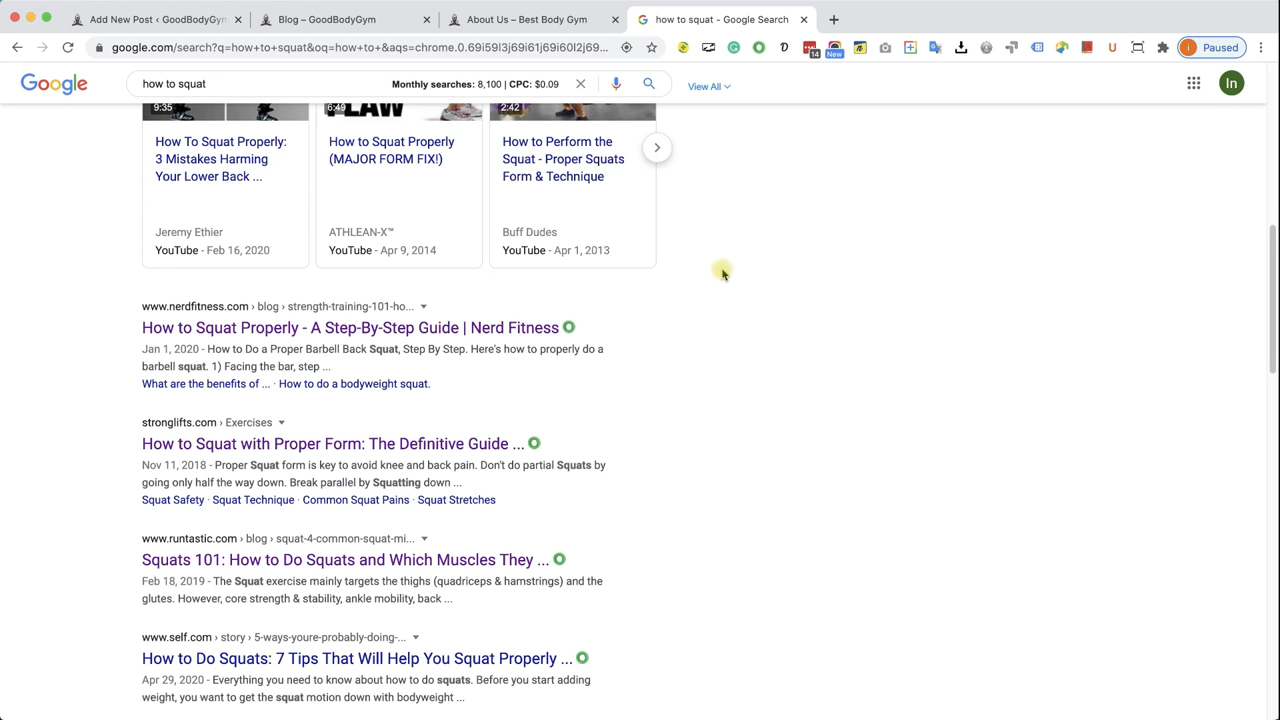 Add New Post ‹ GoodBodyGy
Blog – GoodBodyGym
About Us – Best Body Gym
how to squat - Google Search
google.com/search?q=how+to+squat&oq=how+to+&aqs=chrome.0.69i59l3j69i61j69i60l2j69...
14
New
Paused
Google
how to squat
Monthly searches: 8,100 | CPC: $0.09
View All
In
9:35
6:49
2:42
How To Squat Properly:
3 Mistakes Harming
Your Lower Back ...
Jeremy Ethier
YouTube - Feb 16, 2020
How to Squat Properly
(MAJOR FORM FIX!)
ATHLEAN-X™
YouTube - Apr 9, 2014
How to Perform the
Squat - Proper Squats
Form & Technique
Buff Dudes
YouTube - Apr 1, 2013
www.nerdfitness.com › blog › strength-training-101-ho...
How to Squat Properly - A Step-By-Step Guide | Nerd Fitness
Jan 1, 2020 - How to Do a Proper Barbell Back Squat, Step By Step. Here's how to properly do a
barbell squat. 1) Facing the bar, step ...
What are the benefits of ... · How to do a bodyweight squat.
stronglifts.com › Exercises
How to Squat with Proper Form: The Definitive Guide ...
Nov 11, 2018 - Proper Squat form is key to avoid knee and back pain. Don't do partial Squats by
going only half the way down. Break parallel by Squatting down ...
Squat Safety · Squat Technique · Common Squat Pains · Squat Stretches
www.runtastic.com › blog › squat-4-common-squat-mi...
Squats 101: How to Do Squats and Which Muscles They ...
Feb 18, 2019 - The Squat exercise mainly targets the thighs (quadriceps & hamstrings) and the
glutes. However, core strength & stability, ankle mobility, back ...
www.self.com › story › 5-ways-youre-probably-doing-...
How to Do Squats: 7 Tips That Will Help You Squat Properly ...
Apr 29, 2020 - Everything you need to know about how to do squats. Before you start adding
weight, you want to get the squat motion down with bodyweight ...